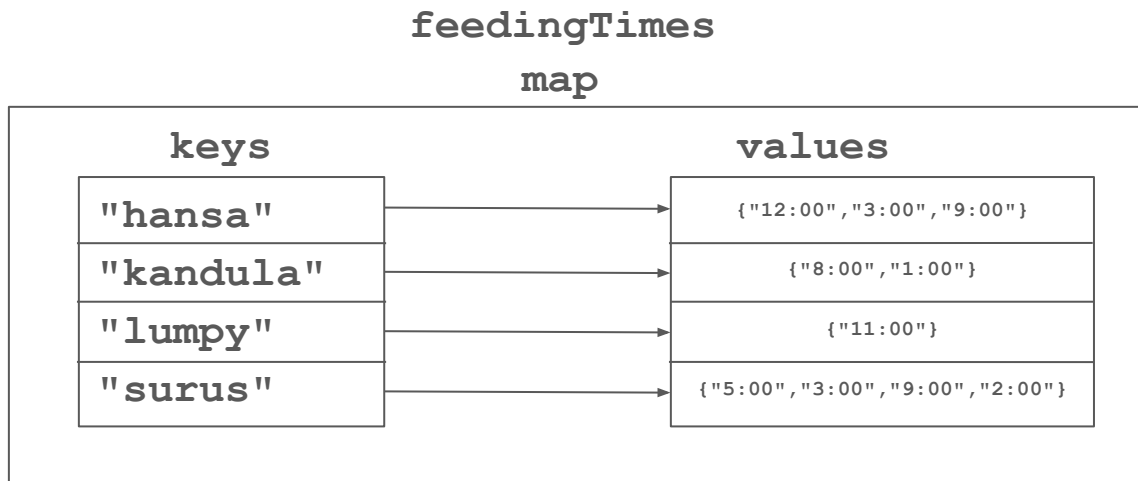 feedingTimes
map
keys values
"hansa" {"12:00","3:00","9:00"}
"kandula" {"8:00","1:00"}
"lumpy" {"11:00"}
"surus" {"5:00","3:00","9:00","2:00"}